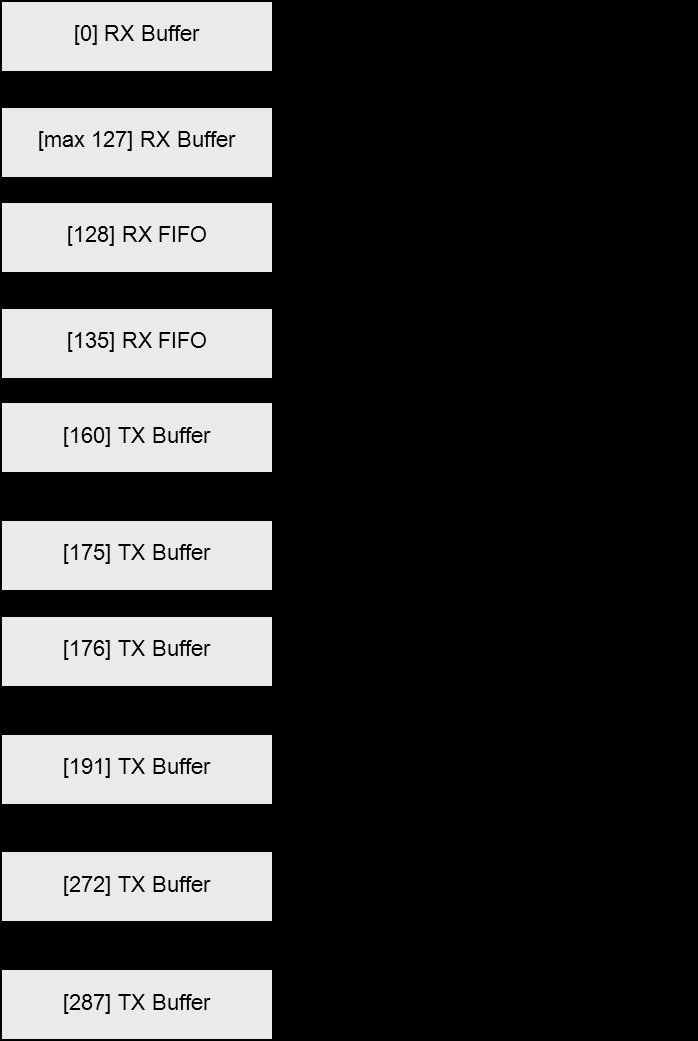 [0] RX Buffer
[max 127] RX Buffer
[128] RX FIFO
[135] RX FIFO
[160] TX Buffer
[175] TX Buffer
[176] TX Buffer
[191] TX Buffer
[272] TX Buffer
[287] TX Buffer